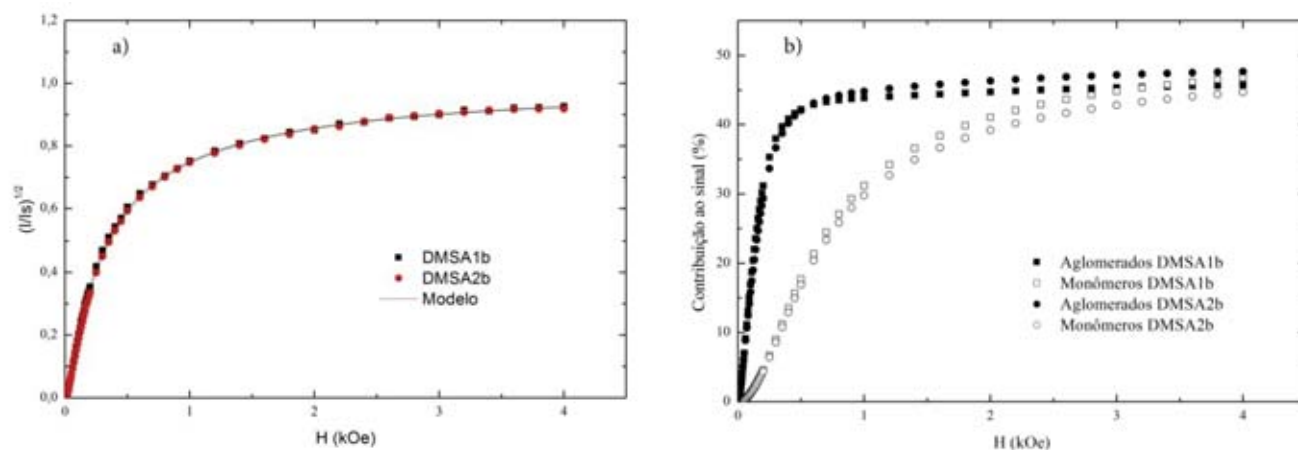 a)
1,2
1,0
0,8
0,6
0,4
0,2
0,0
(I/Is)^1/2
DMSA1b
DMSA2b
Modelo
0
1
2
3
4
H (kOe)
b)
50
40
30
20
10
0
Contribuição ao sinal (%)
Aglomerados DMSA1b
Monômeros DMSA1b
Aglomerados DMSA2b
Monômeros DMSA2b
0
1
2
3
4
H (kOe)